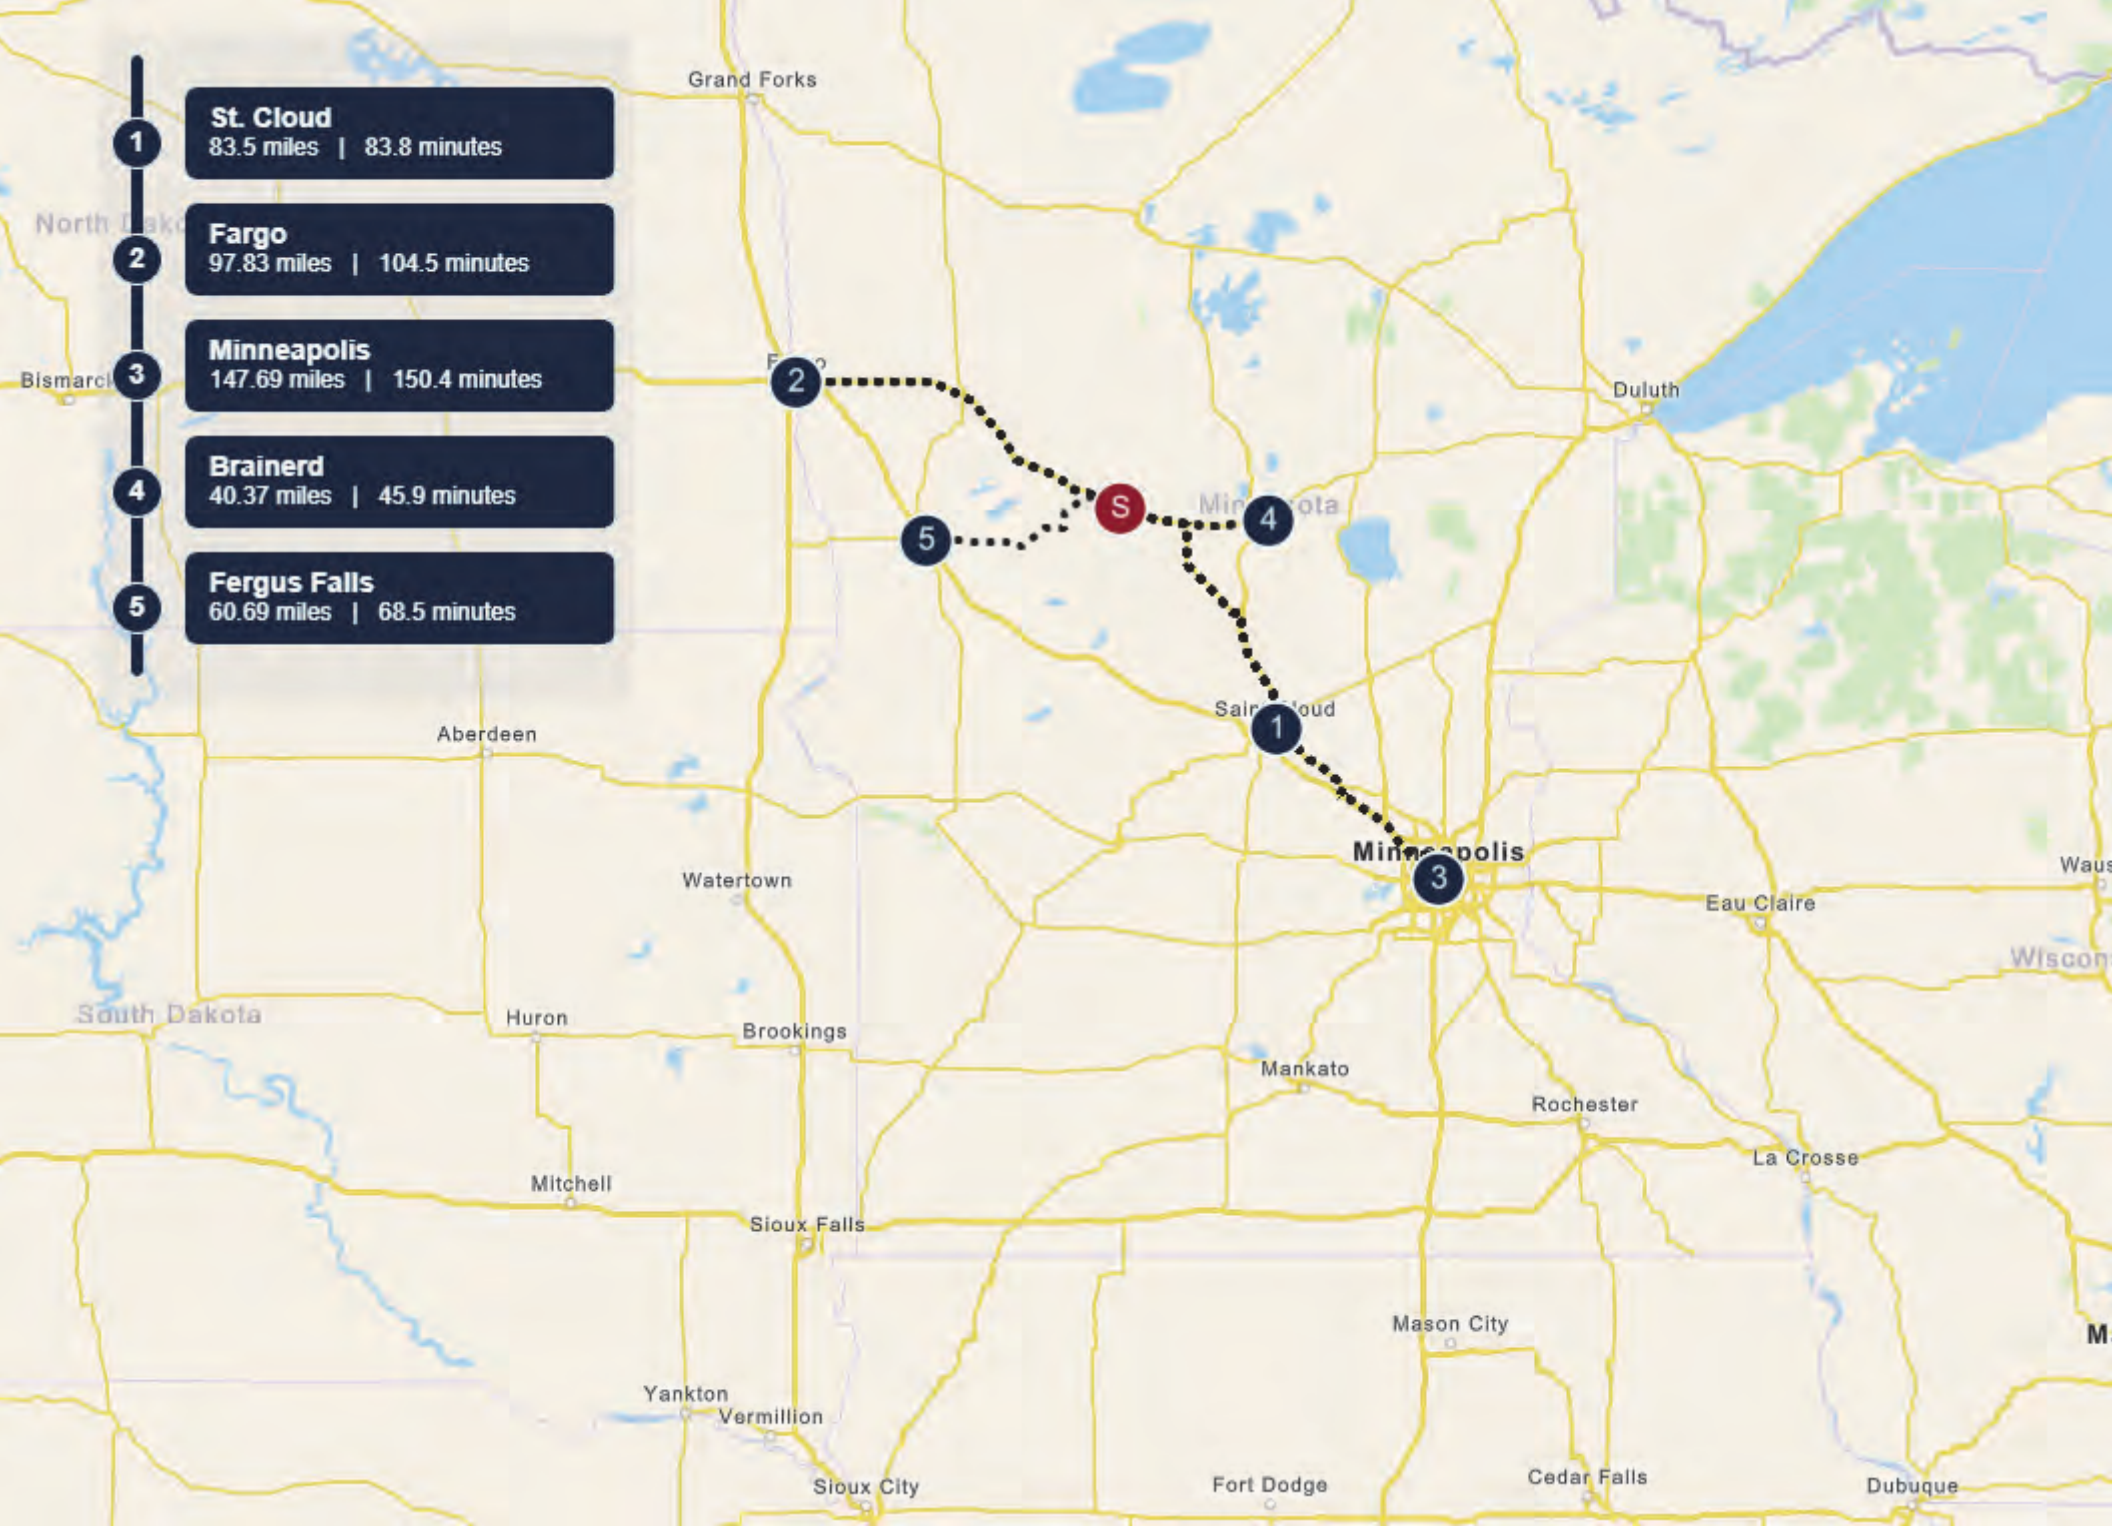 1
St. Cloud
83.5 miles | 83.8 minutes
2
Fargo
97.83 miles | 104.5 minutes
3
Minneapolis
147.69 miles | 150.4 minutes
4
Brainerd
40.37 miles | 45.9 minutes
5
Fergus Falls
60.69 miles | 68.5 minutes
Grand Forks
North
2
Duluth
S
4
5
1
Aberdeen
Minneapolis
3
Watertown
Eau Claire
South Dakota
Huron
Brookings
Mankato
Rochester
La Crosse
Mitchell
Sioux Falls
Mason City
Yankton
Vermillion
Sioux City
Fort Dodge
Cedar Falls
Dubuque